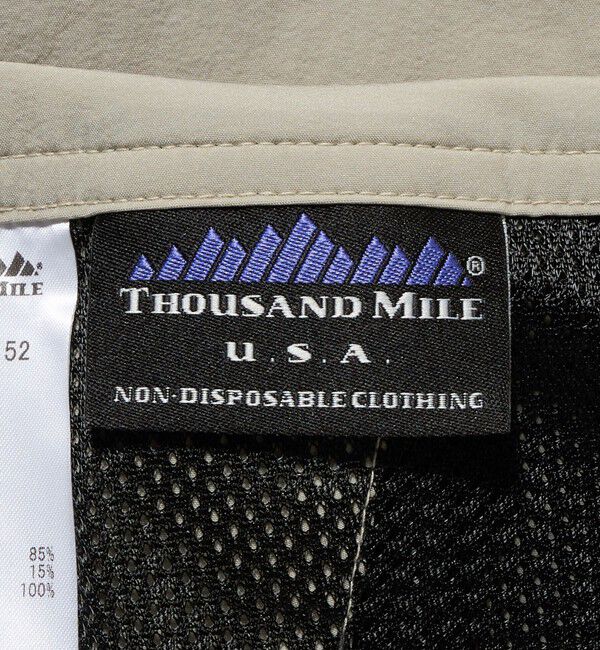 ®
THOUSAND MILE
U.S.A.
NON-DISPOSABLE CLOTHING
MILE
52
85%
15%
100%